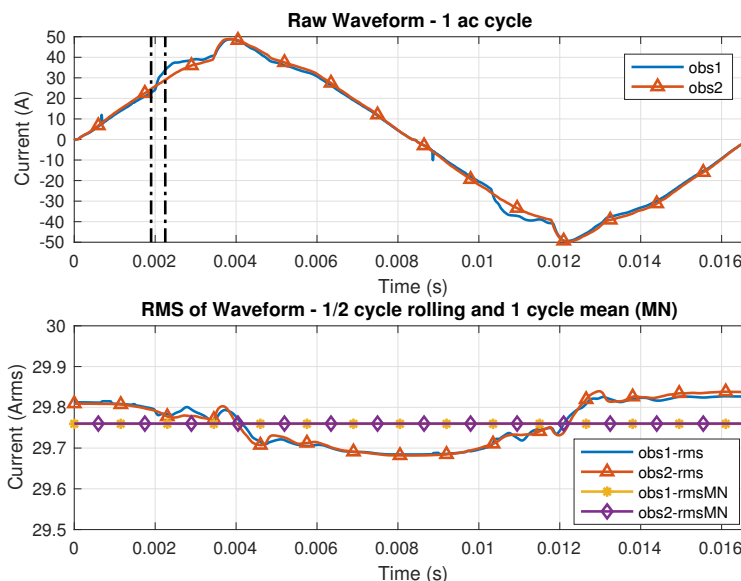 Raw Waveform - 1 ac cycle
50
40
30
20
10
0
-10
-20
-30
-40
-50
Current (A)
obs1
obs2
0
0.002
0.004
0.006
0.008
0.01
0.012
0.014
0.016
Time (s)
RMS of Waveform - 1/2 cycle rolling and 1 cycle mean (MN)
30
29.9
29.8
29.7
29.6
29.5
Current (Arms)
obs1-rms
obs2-rms
obs1-rmsMN
obs2-rmsMN
0
0.002
0.004
0.006
0.008
0.01
0.012
0.014
0.016
Time (s)